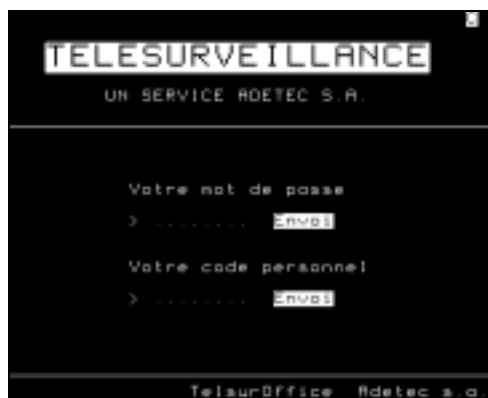 TELESURVEILLANCE
UN SERVICE ADETEC S.A.
Votre mot de passe
> ........ Envoi
Votre code personnel
> ........ Envoi
TelsurOffice Adetec s.a.